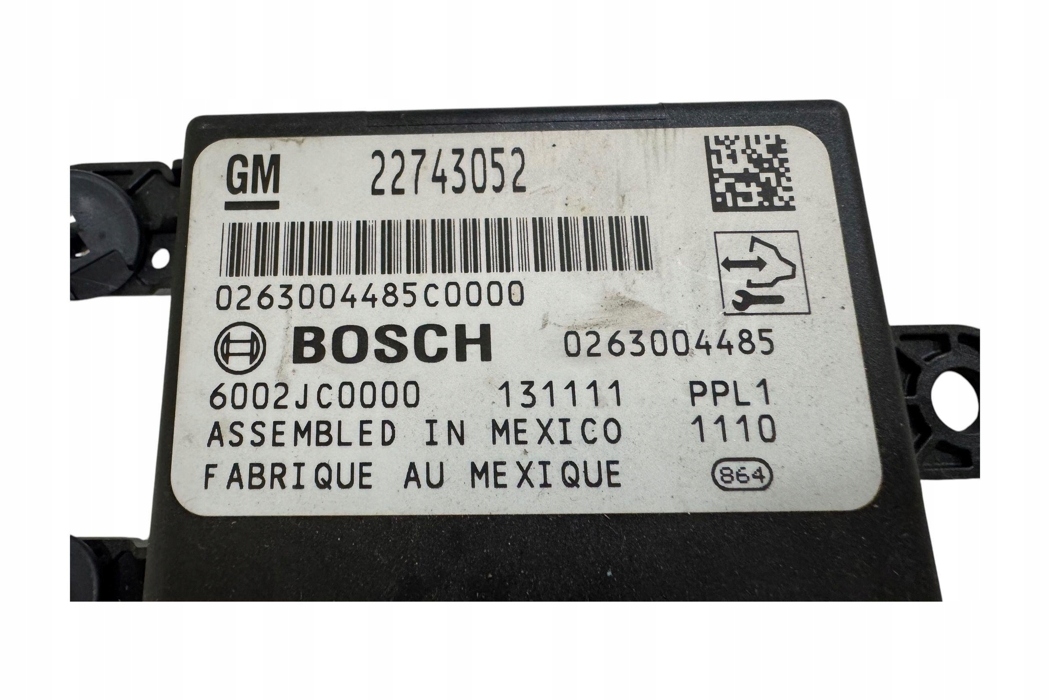 GM 22743052
0263004485C0000
BOSCH 0263004485
6002JC0000 131111 PPL1
ASSEMBLED IN MEXICO 1110
FABRIQUE AU MEXIQUE 864